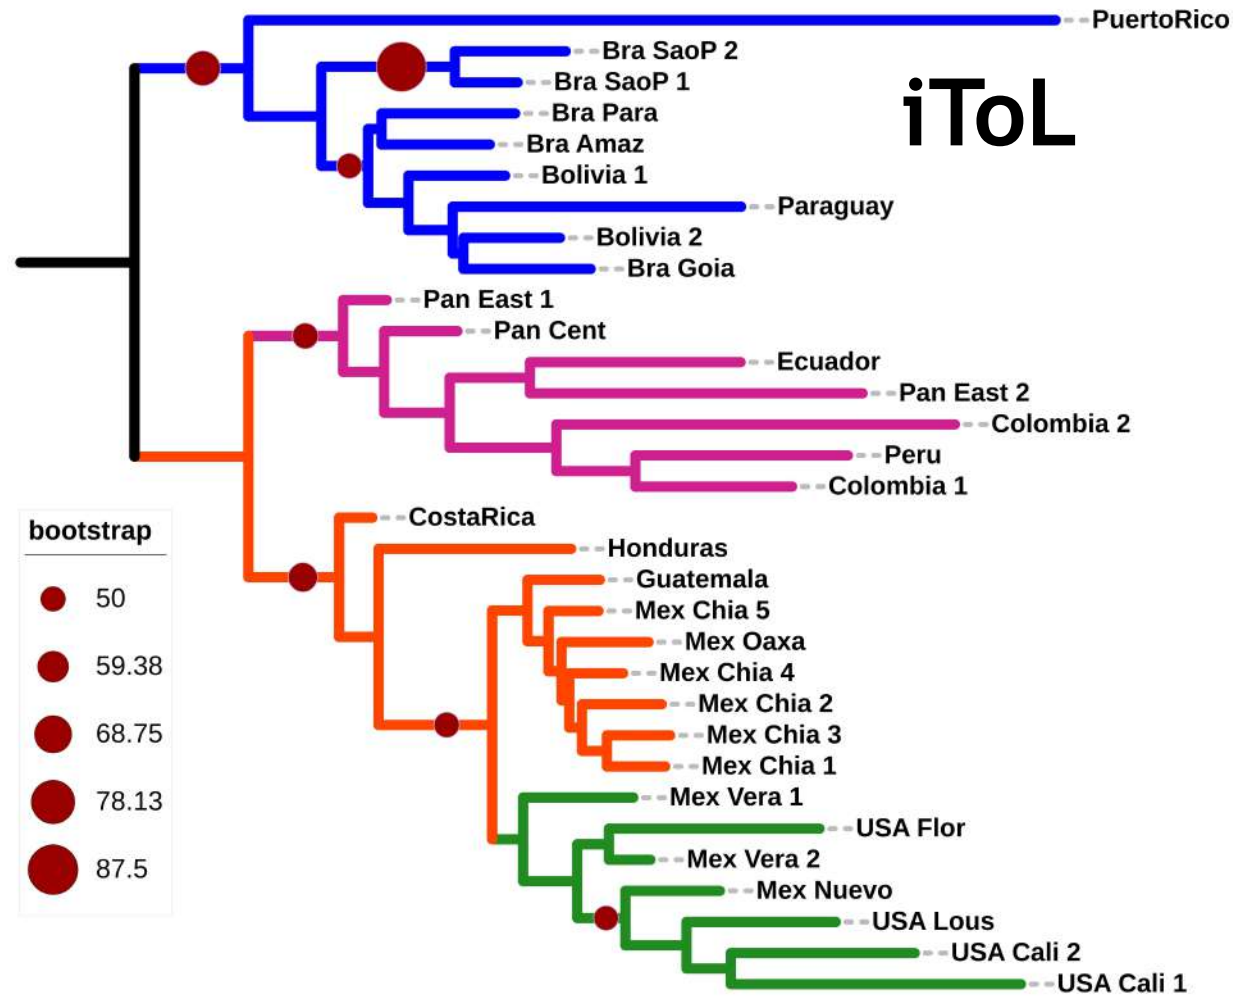 PuertoRico
Bra SaoP 2
Bra SaoP 1
iToL
Bra Para
Bra Amaz
Bolivia 1
Paraguay
Bolivia 2
Bra Goia
Pan East 1
Pan Cent
Ecuador
Pan East 2
Colombia 2
Peru
Colombia 1
CostaRica
Honduras
Guatemala
Mex Chia 5
Mex Oaxa
Mex Chia 4
Mex Chia 2
Mex Chia 3
Mex Chia 1
Mex Vera 1
USA Flor
Mex Vera 2
Mex Nuevo
USA Lous
USA Cali 2
USA Cali 1
bootstrap
50
59.38
68.75
78.13
87.5